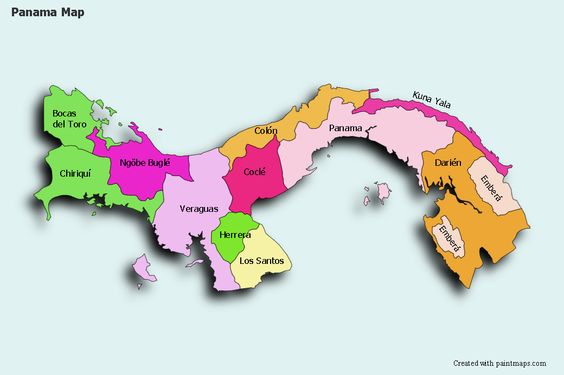 Panama Map
Bocas
del Toro
Chiriquí
Ngöbe Buglé
Veraguas
Colón
Coclé
Herrera
Los Santos
Panama
Kuna Yala
Darién
Emberá
Emberá
Created with paintmaps.com